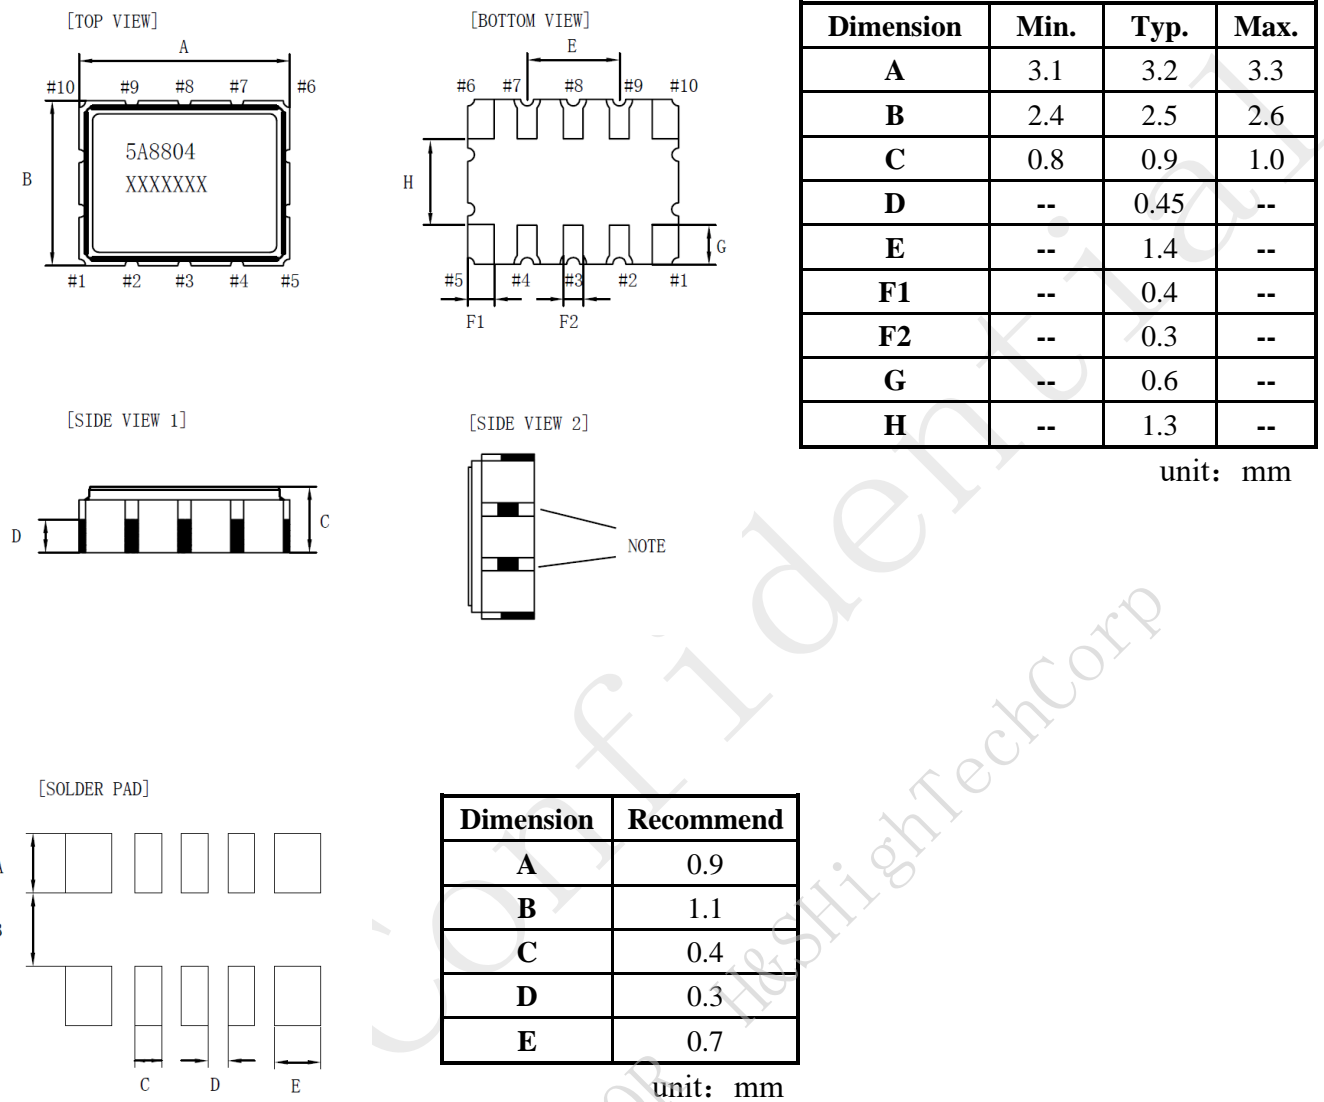 [TOP VIEW]
A
#10 #9 #8 #7 #6
5A8804
XXXXXXX
B
#1 #2 #3 #4 #5
[BOTTOM VIEW]
E
#6 #7 #8 #9 #10
H
G
#5 #4 #3 #2 #1
F1 F2
Dimension Min. Typ. Max.
A 3.1 3.2 3.3
B 2.4 2.5 2.6
C 0.8 0.9 1.0
D -- 0.45 --
E -- 1.4 --
F1 -- 0.4 --
F2 -- 0.3 --
G -- 0.6 --
H -- 1.3 --
unit: mm
[SIDE VIEW 1]
D
C
[SIDE VIEW 2]
NOTE
[SOLDER PAD]
A
B
C D E
Dimension Recommend
A 0.9
B 1.1
C 0.4
D 0.3
E 0.7
unit: mm
Confidential
OR H&SHighTechCorp